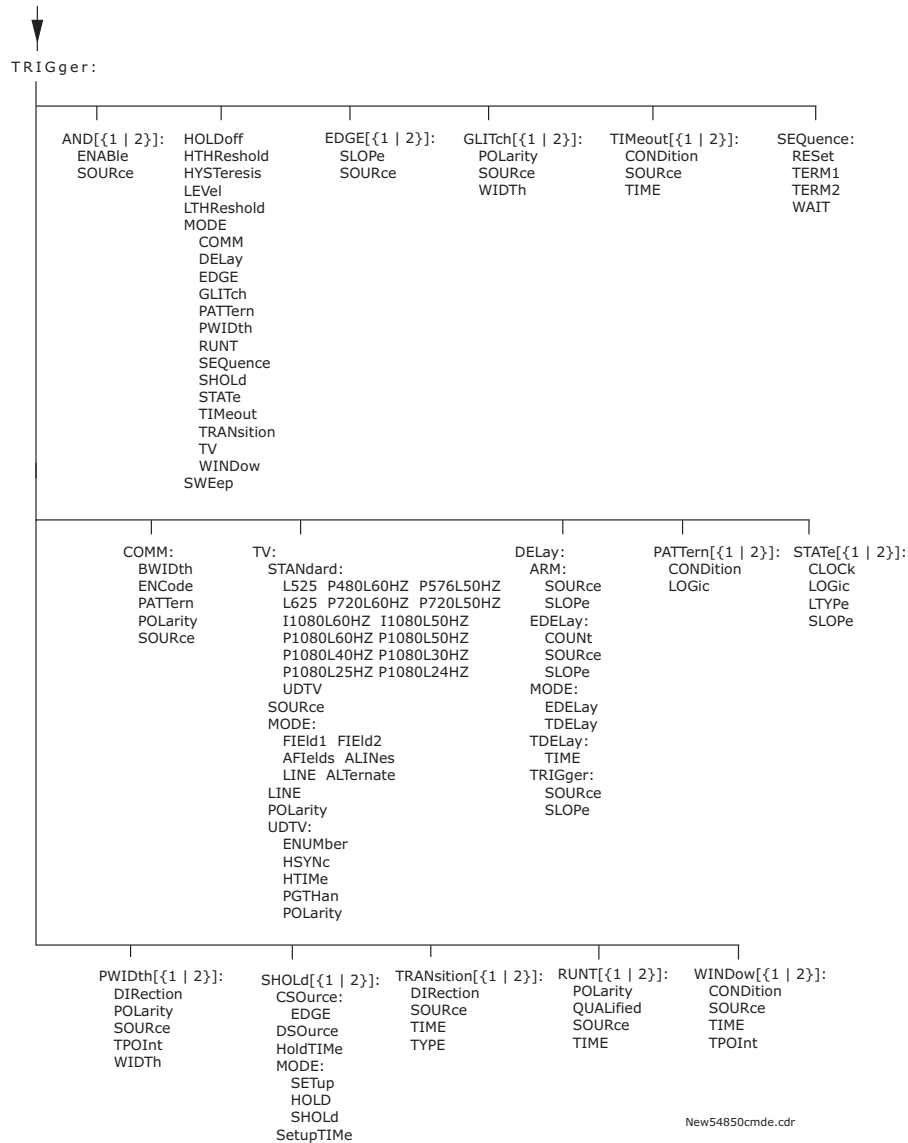 TRIGger:
AND[{1 | 2}]:
ENABle
SOURce
HOLDoff
HTHReshold
HYSTeresis
LEVel
LTHReshold
MODE
COMM
DELay
EDGE
GLITch
PATTern
PWIDth
RUNT
SEQuence
SHOLd
STATe
TIMeout
TRANsition
TV
WINDow
SWEep
EDGE[{1 | 2}]:
SLOPe
SOURce
GLITch[{1 | 2}]:
POLarity
SOURce
WIDTh
TIMeout[{1 | 2}]:
CONDition
SOURce
TIME
SEQuence:
RESet
TERM1
TERM2
WAIT
COMM:
BWIDth
ENCode
PATTern
POLarity
SOURce
TV:
STANdard:
L525 P480L60HZ P576L50HZ
L625 P720L60HZ P720L50HZ
I1080L60HZ I1080L50HZ
P1080L60HZ P1080L50HZ
P1080L40HZ P1080L30HZ
P1080L25HZ P1080L24HZ
UDTV
SOURce
MODE:
FIEld1 FIEld2
AFIelds ALINes
LINE ALTernate
LINE
POLarity
UDTV:
ENUMber
HSYNc
HTIMe
PGTHan
POLarity
DELay:
ARM:
SOURce
SLOPe
EDELay:
COUNt
SOURce
SLOPe
MODE:
EDELay
TDELay
TDELay:
TIME
TRIGger:
SOURce
SLOPe
PATTern[{1 | 2}]:
CONDition
LOGic
STATe[{1 | 2}]:
CLOCk
LOGic
LTYPe
SLOPe
PWIDth[{1 | 2}]:
DIRection
POLarity
SOURce
TPOInt
WIDTh
SHOLd[{1 | 2}]:
CSOurce:
EDGE
DSOurce
HoldTIMe
MODE:
SETup
HOLD
SHOLd
SetupTIMe
TRANsition[{1 | 2}]:
DIRection
SOURce
TIME
TYPE
RUNT[{1 | 2}]:
POLarity
QUALified
SOURce
TIME
WINDow[{1 | 2}]:
CONDition
SOURce
TIME
TPOInt
New54850cmde.cdr